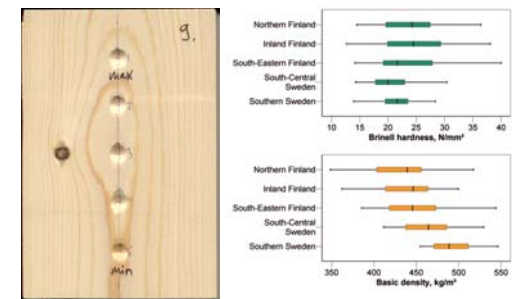 9.
max
min
Northern Finland
Inland Finland
South-Eastern Finland
South-Central
Sweden
Southern Sweden
10 15 20 25 30 35 40
Brinell hardness, N/mm²
Northern Finland
Inland Finland
South-Eastern Finland
South-Central
Sweden
Southern Sweden
350 400 450 500 550 600
Basic density, kg/m³